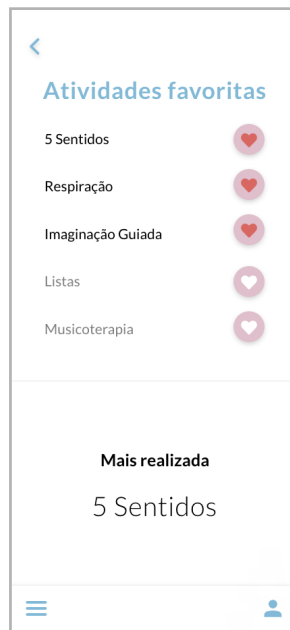 Atividades favoritas
5 Sentidos
Respiração
Imaginação Guiada
Listas
Musicoterapia
Mais realizada
5 Sentidos